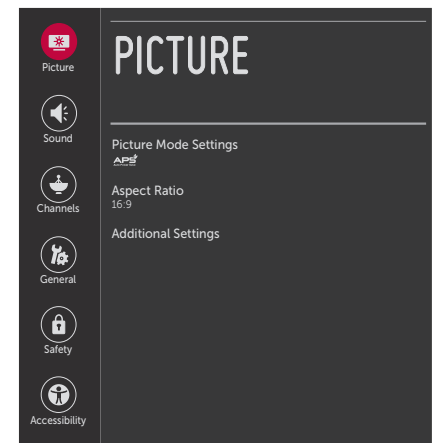 Picture
Sound
Channels
General
Safety
Accessibility
PICTURE
Picture Mode Settings
APS
Aspect Ratio
16:9
Additional Settings